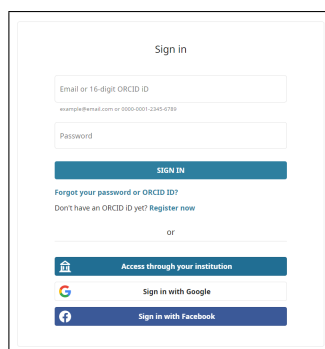 Sign in
Email or 16-digit ORCID iD
example@email.com or 0000-0001-2345-6789
Password
SIGN IN
Forgot your password or ORCID ID?
Don't have an ORCID iD yet? Register now
or
Access through your institution
Sign in with Google
Sign in with Facebook